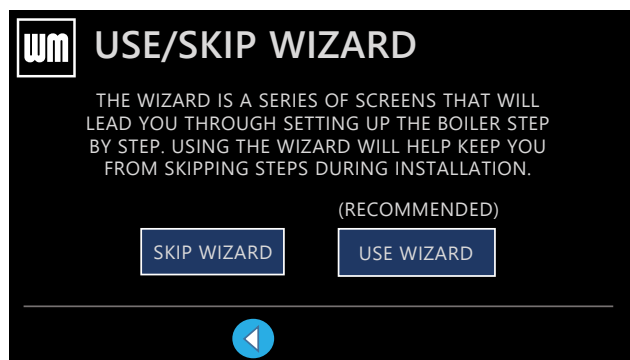 wm
USE/SKIP WIZARD
THE WIZARD IS A SERIES OF SCREENS THAT WILL
LEAD YOU THROUGH SETTING UP THE BOILER STEP
BY STEP. USING THE WIZARD WILL HELP KEEP YOU
FROM SKIPPING STEPS DURING INSTALLATION.
(RECOMMENDED)
SKIP WIZARD
USE WIZARD